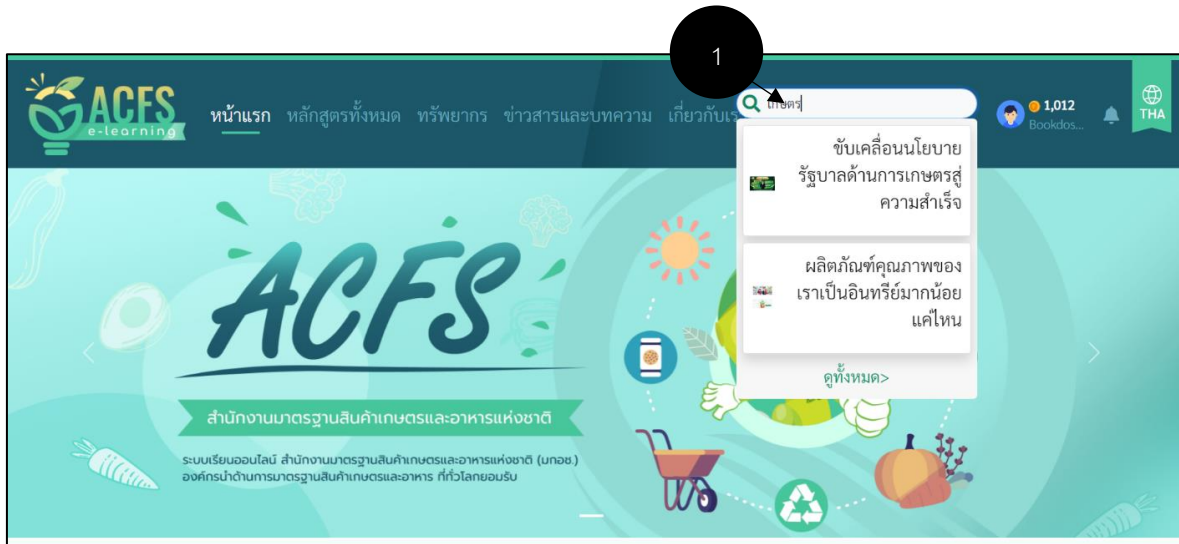 1
ACFS
e-learning
หน้าแรก หลักสูตรทั้งหมด ทรัพยากร ข่าวสารและบทความ เกี่ยวกับเร
เกษตร
1,012
Bookdos...
THA
ขับเคลื่อนนโยบาย
รัฐบาลด้านการเกษตรสู่
ความสำเร็จ
ผลิตภัณฑ์คุณภาพของ
เราเป็นอินทรีย์มากน้อย
แค่ไหน
ดูทั้งหมด>
ACFS
สำนักงานมาตรฐานสินค้าเกษตรและอาหารแห่งชาติ
ระบบเรียนออนไลน์ สำนักงานมาตรฐานสินค้าเกษตรและอาหารแห่งชาติ (มกอช.)
องค์กรนำด้านการมาตรฐานสินค้าเกษตรและอาหาร ที่ทั่วโลกยอมรับ